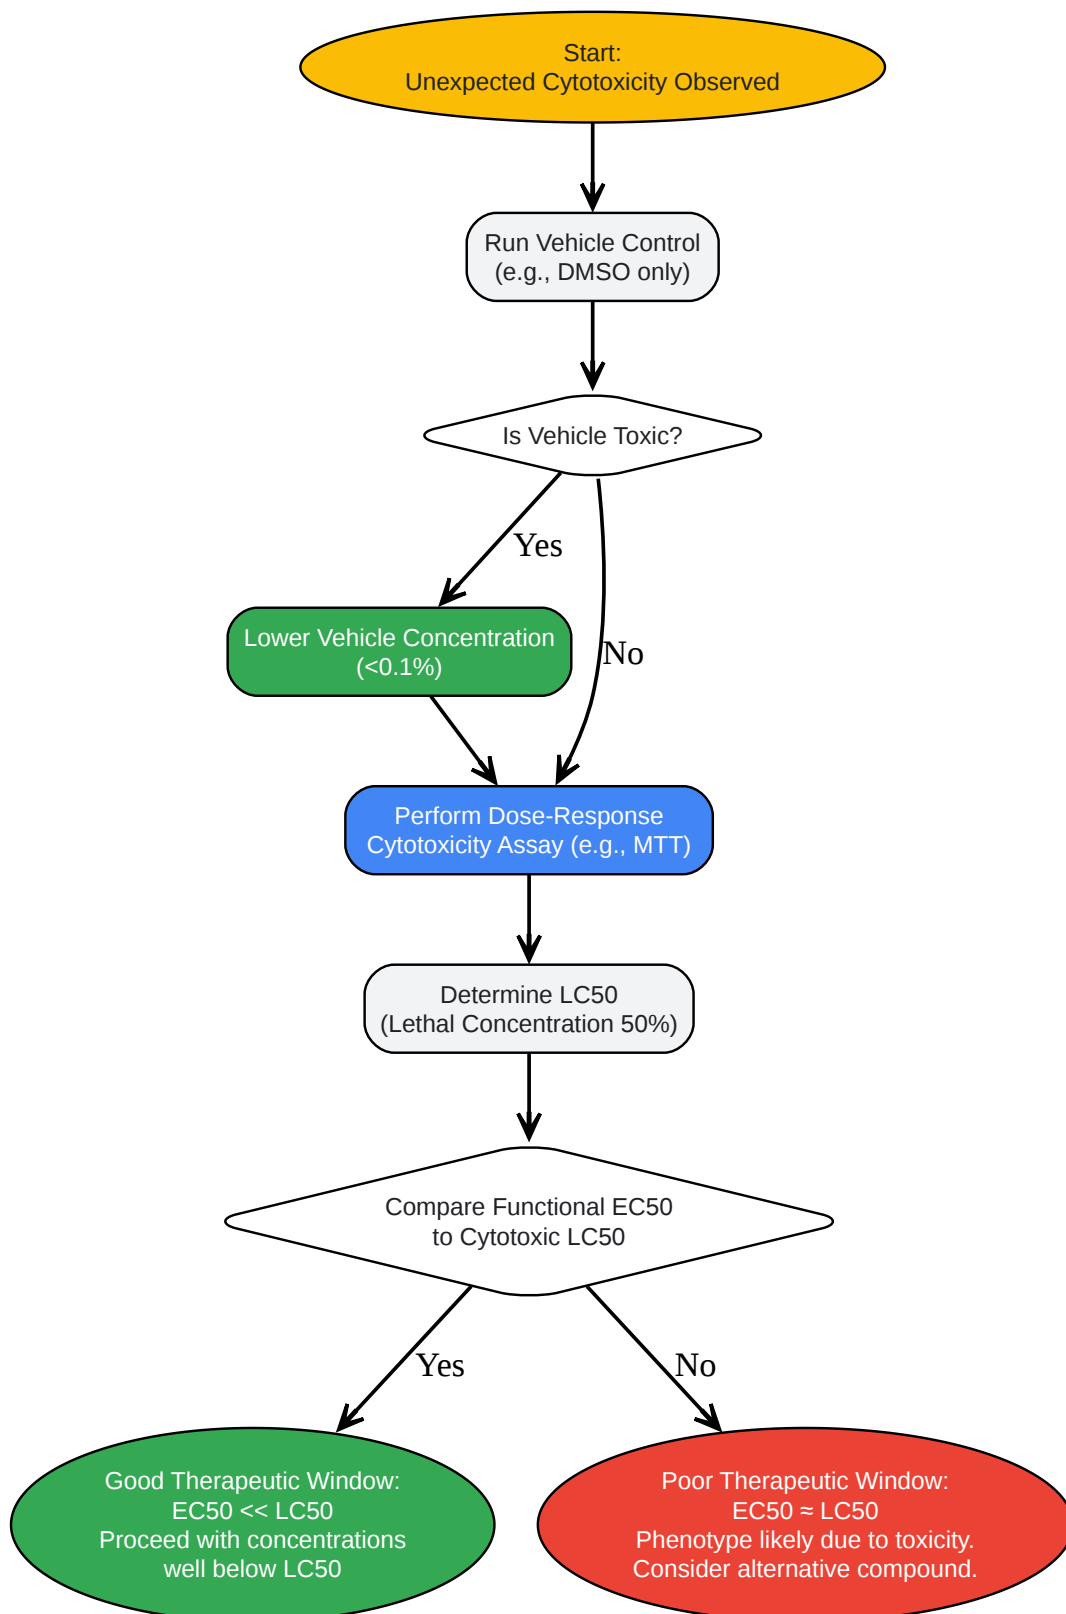 Start:
Unexpected Cytotoxicity Observed
Run Vehicle Control
(e.g., DMSO only)
Is Vehicle Toxic?
Yes
Lower Vehicle Concentration
(<0.1%)
No
Perform Dose-Response
Cytotoxicity Assay (e.g., MTT)
Determine LC50
(Lethal Concentration 50%)
Compare Functional EC50
to Cytotoxic LC50
Yes
No
Good Therapeutic Window:
EC50 << LC50
Proceed with concentrations
well below LC50
Poor Therapeutic Window:
EC50 ≈ LC50
Phenotype likely due to toxicity.
Consider alternative compound.